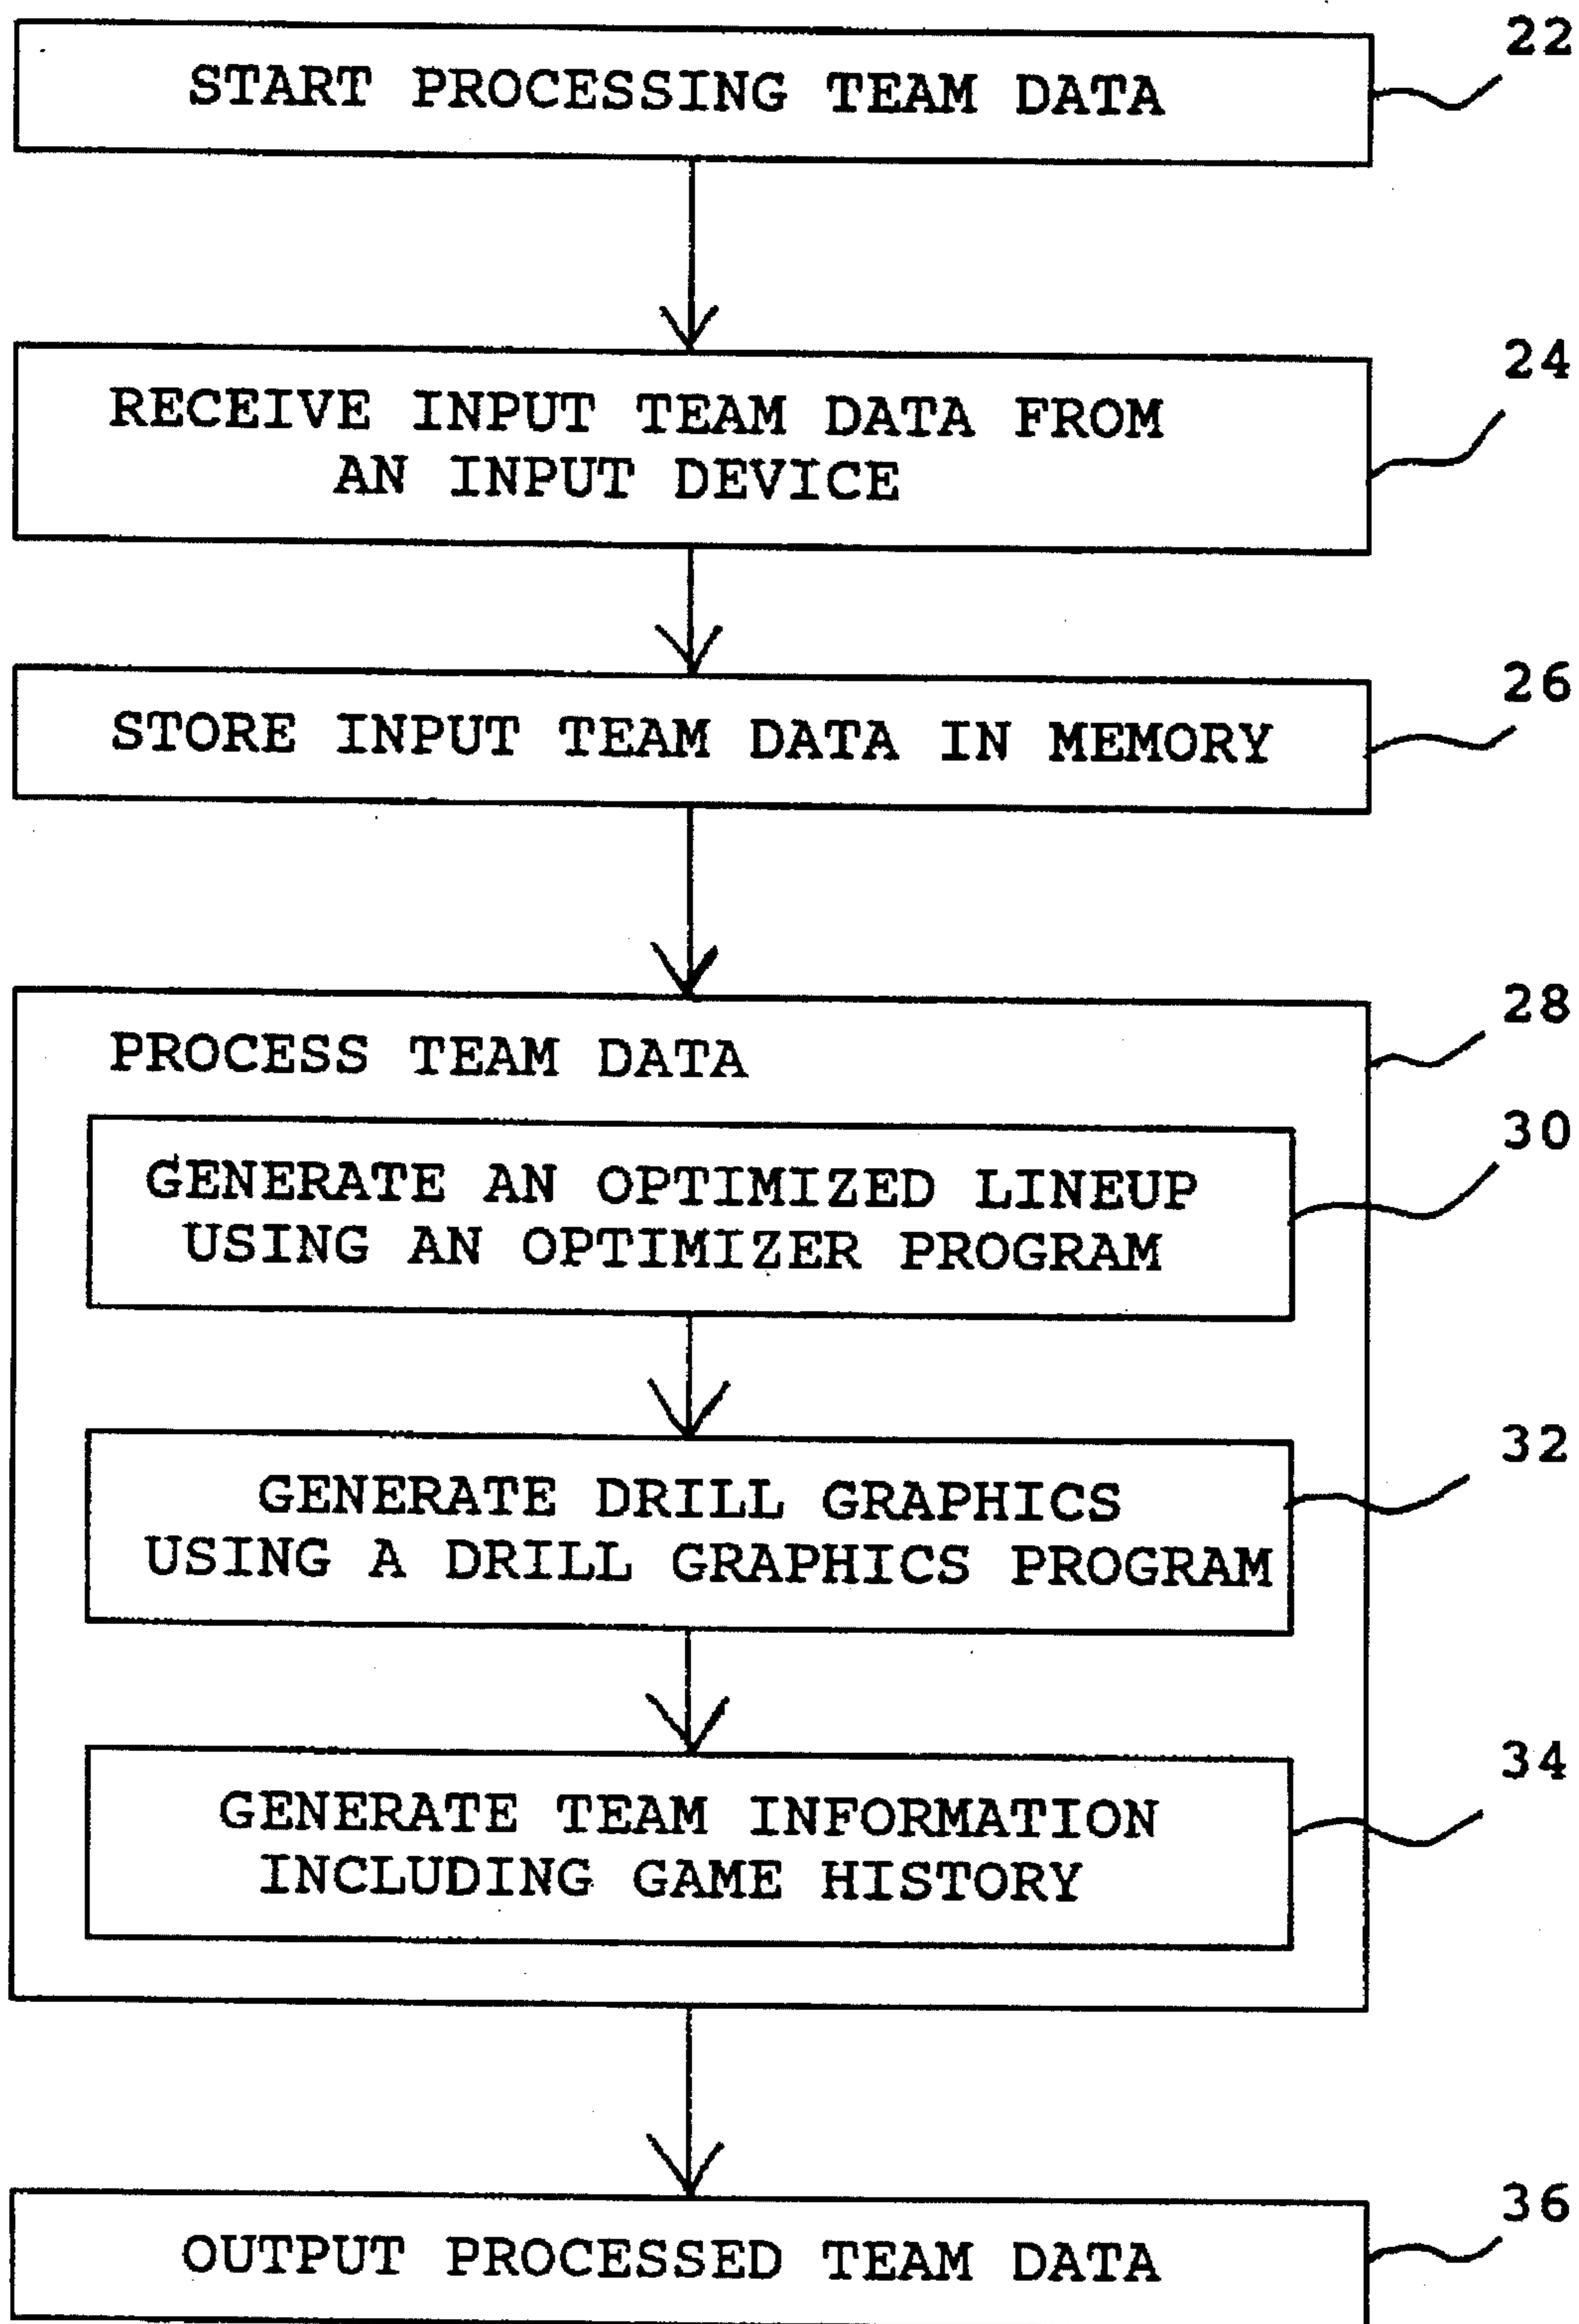 22
START PROCESSING TEAM DATA
24
RECEIVE INPUT TEAM DATA FROM
AN INPUT DEVICE
26
STORE INPUT TEAM DATA IN MEMORY
28
PROCESS TEAM DATA
30
GENERATE AN OPTIMIZED LINEUP
USING AN OPTIMIZER PROGRAM
32
GENERATE DRILL GRAPHICS
USING A DRILL GRAPHICS PROGRAM
34
GENERATE TEAM INFORMATION
INCLUDING GAME HISTORY
36
OUTPUT PROCESSED TEAM DATA